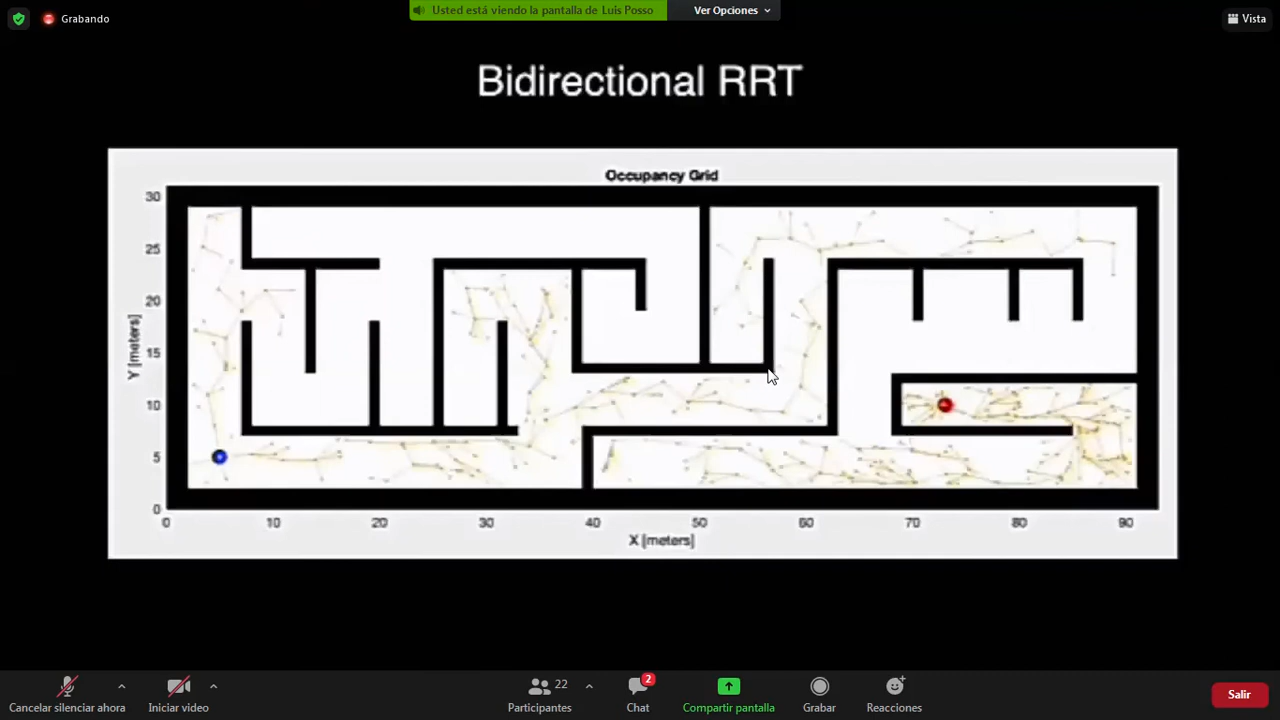 Grabando
Usted está viendo la pantalla de Luis Posso
Ver Opciones
Vista
Bidirectional RRT
Occupancy Grid
30
25
20
15
10
5
0
Y [meters]
0 10 20 30 40 50 60 70 80 90
X [meters]
Cancelar silenciar ahora
Iniciar video
22
Participantes
2
Chat
Compartir pantalla
Grabar
Reacciones
Salir